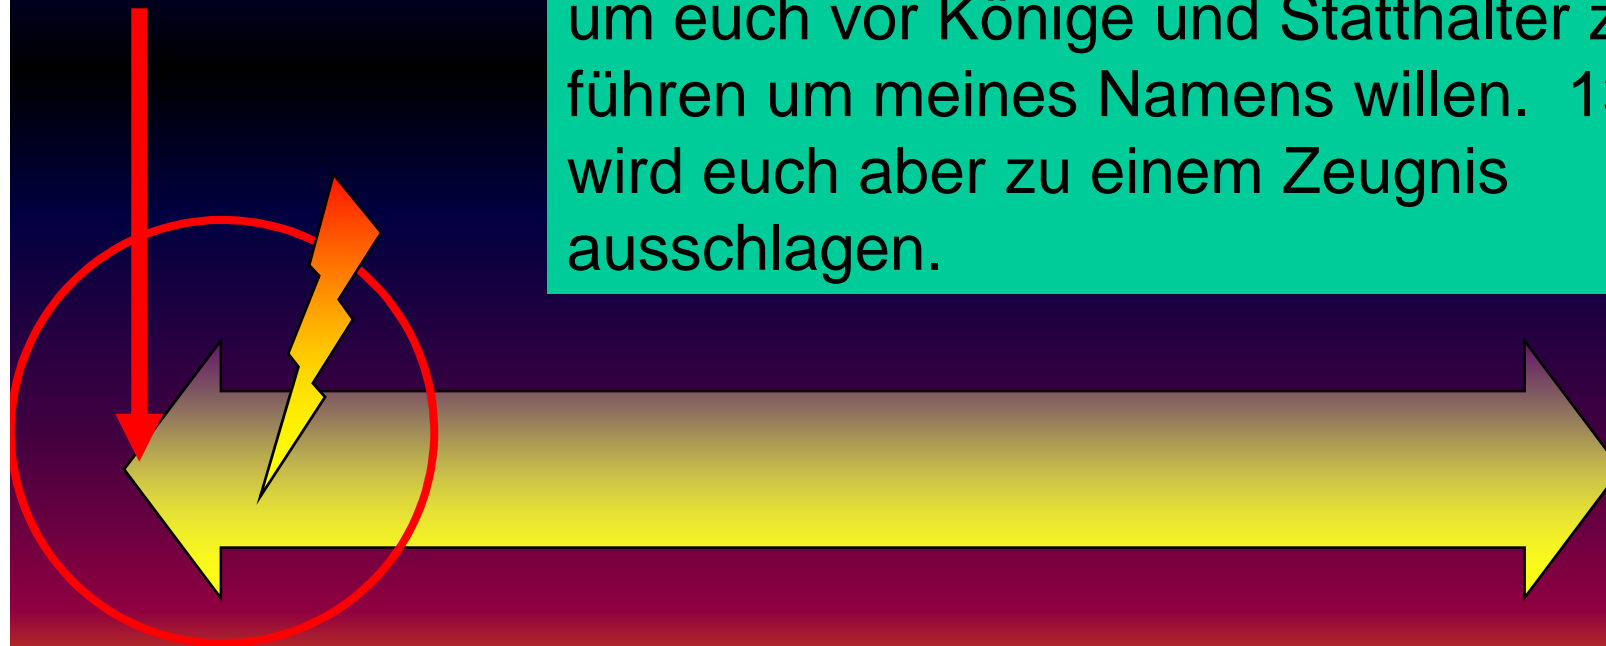 um euch vor Könige und Statthalter
führen um meines Namens willen.
wird euch aber zu einem Zeugnis
ausschlagen.